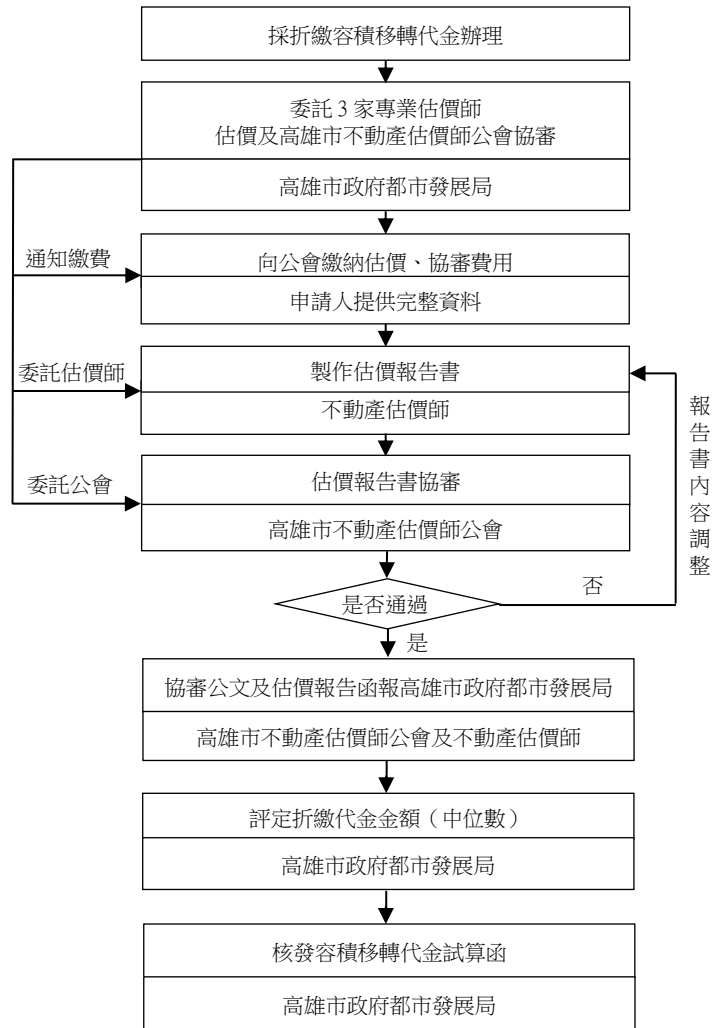 採折繳容積移轉代金辦理
委託 3 家專業估價師
估價及高雄市不動產估價師公會協審
高雄市政府都市發展局
通知繳費
向公會繳納估價、協審費用
申請人提供完整資料
委託估價師
製作估價報告書
不動產估價師
報告書內容調整
委託公會
估價報告書協審
高雄市不動產估價師公會
是否通過
否
是
協審公文及估價報告函報高雄市政府都市發展局
高雄市不動產估價師公會及不動產估價師
評定折繳代金金額（中位數）
高雄市政府都市發展局
核發容積移轉代金試算函
高雄市政府都市發展局